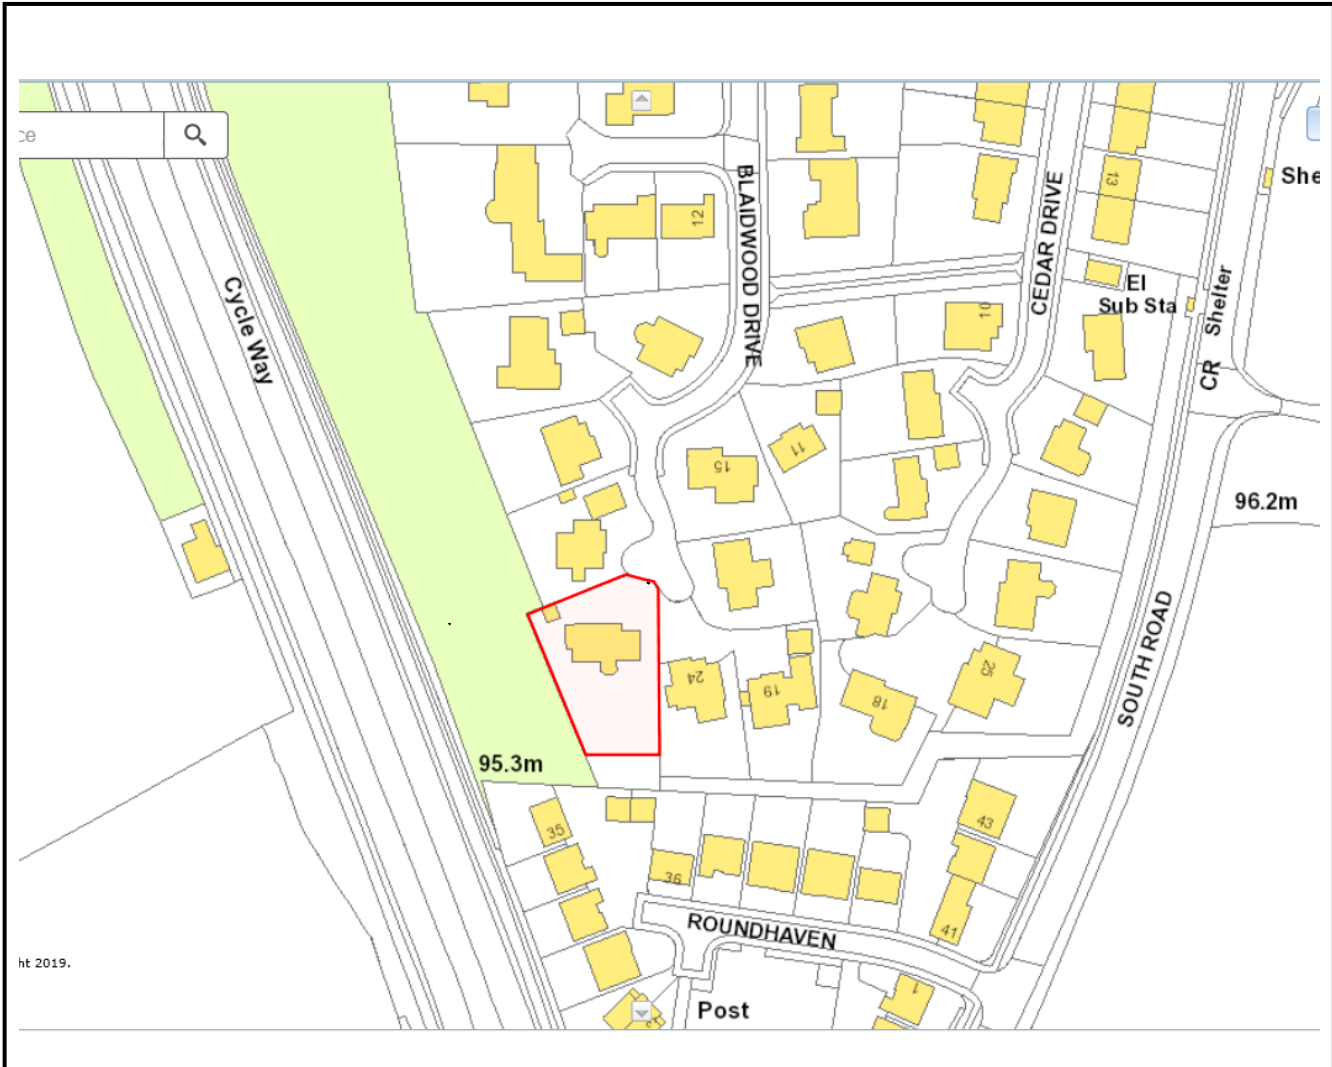 ce
She
BLAIDWOOD DRIVE
CEDAR DRIVE
13
12
Cycle Way
El
Sub Sta
Shelter
CR
10
11
15
96.2m
SOUTH ROAD
24
19
18
25
95.3m
35
36
43
41
ROUNDHAVEN
ht 2019.
Post
1